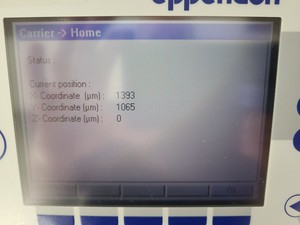 eppendorf
Carrier -> Home
Status :
Current position :
X-Coordinate (µm) : 1393
Y-Coordinate (µm) : 1065
Z-Coordinate (µm) : 0